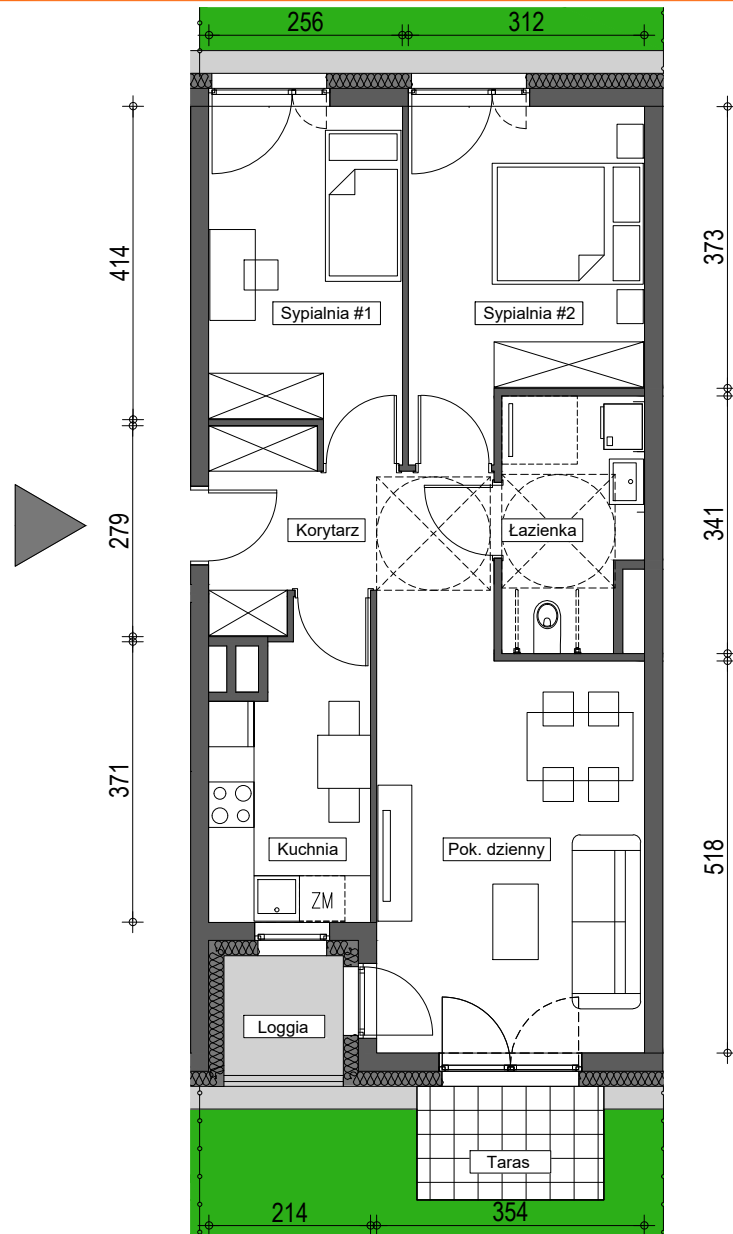 256
312
414
373
Sypialnia #1
Sypialnia #2
279
341
Korytarz
Łazienka
371
518
Kuchnia
Pok. dzienny
ZM
Loggia
Taras
214
354